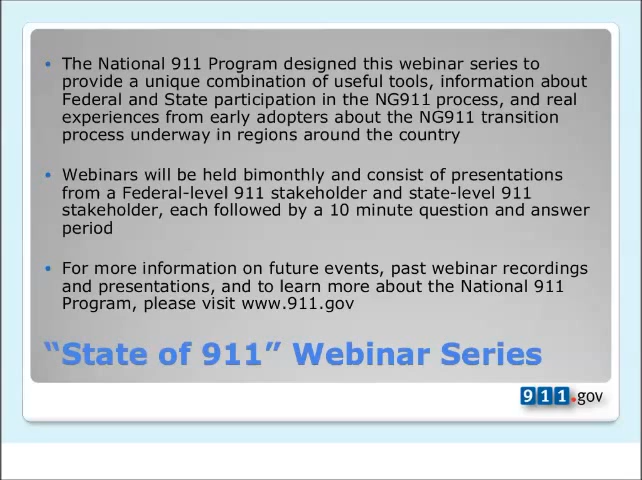 • The National 911 Program designed this webinar series to
provide a unique combination of useful tools, information about
Federal and State participation in the NG911 process, and real
experiences from early adopters about the NG911 transition
process underway in regions around the country
• Webinars will be held bimonthly and consist of presentations
from a Federal-level 911 stakeholder and state-level 911
stakeholder, each followed by a 10 minute question and answer
period
• For more information on future events, past webinar recordings
and presentations, and to learn more about the National 911
Program, please visit www.911.gov
“State of 911” Webinar Series
911.gov